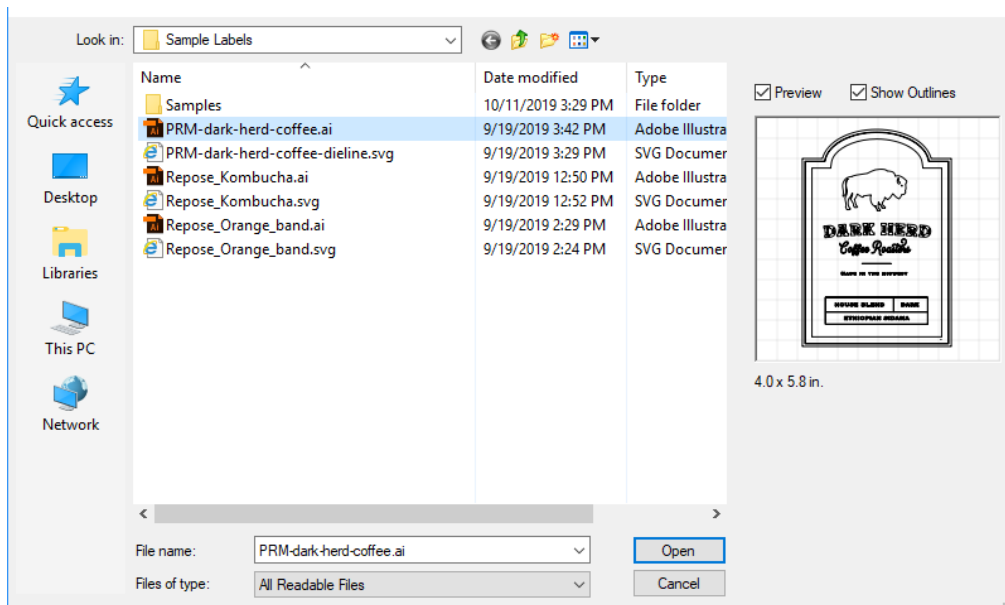 Look in: Sample Labels
Name Date modified Type
Samples 10/11/2019 3:29 PM File folder
PRM-dark-herd-coffee.ai 9/19/2019 3:42 PM Adobe Illustra
PRM-dark-herd-coffee-dieline.svg 9/19/2019 3:29 PM SVG Documer
Repose_Kombucha.ai 9/19/2019 12:50 PM Adobe Illustra
Repose_Kombucha.svg 9/19/2019 12:52 PM SVG Documer
Repose_Orange_band.ai 9/19/2019 2:29 PM Adobe Illustra
Repose_Orange_band.svg 9/19/2019 2:24 PM SVG Documer
Quick access
Desktop
Libraries
This PC
Network
Preview Show Outlines
DARK HERD
Coffee Roasters
MADE IN THE MIDWEST
HOUSE BLEND DARK
ETHIOPIAN SIDAMA
4.0 x 5.8 in.
File name: PRM-dark-herd-coffee.ai Open
Files of type: All Readable Files Cancel